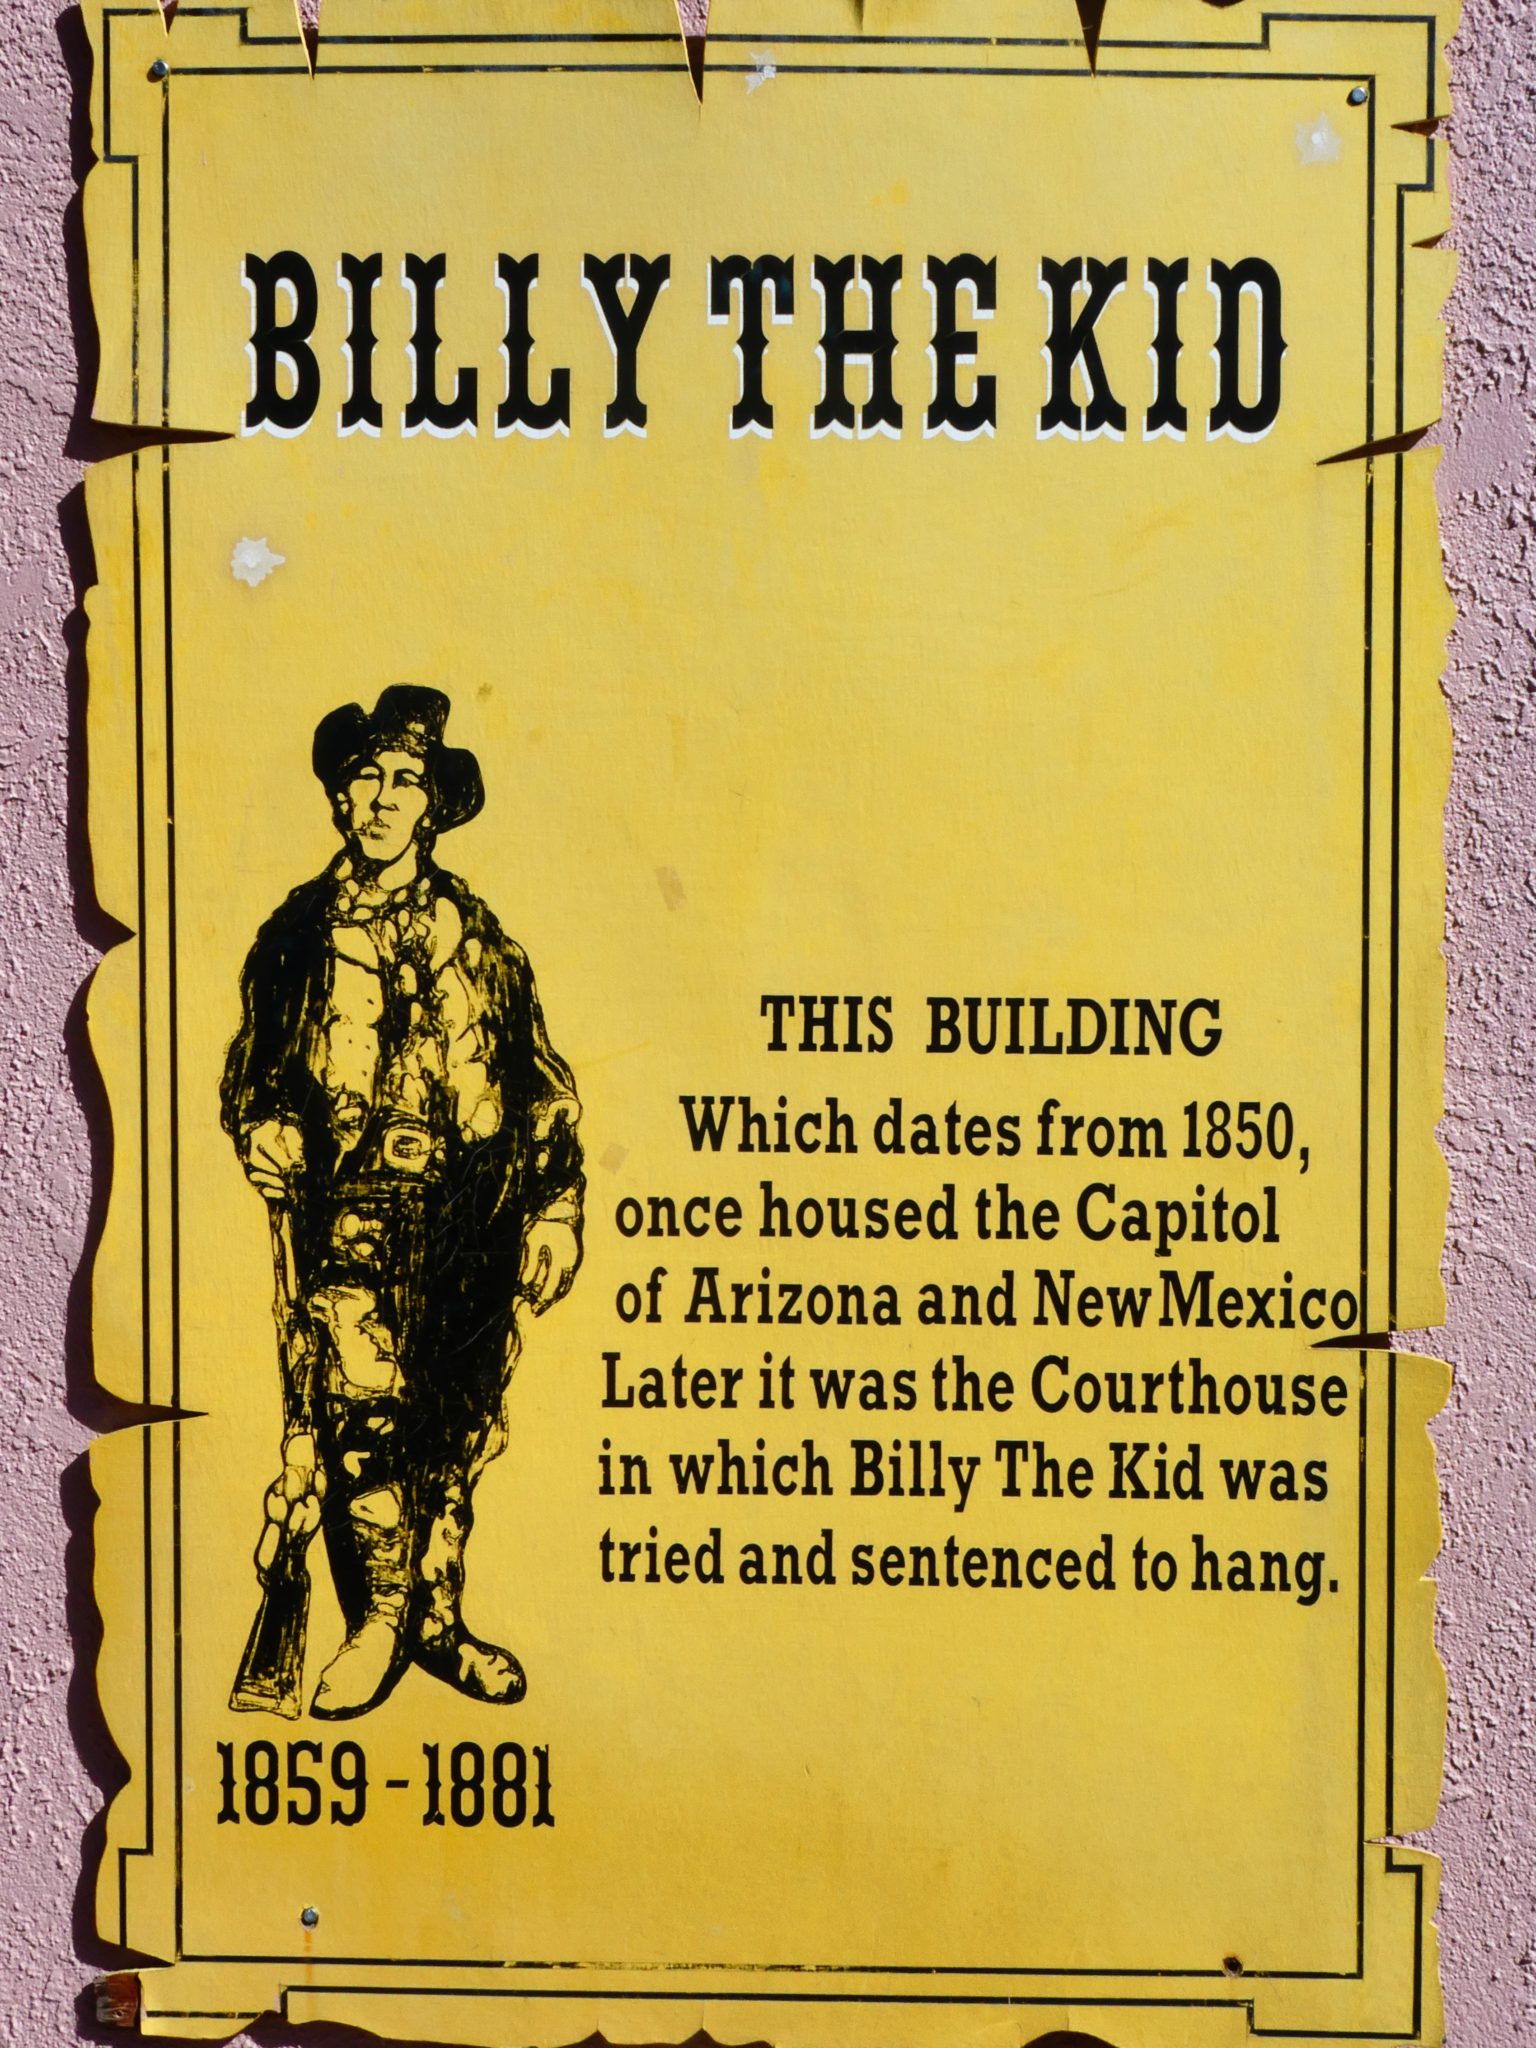 BILLY THE KID
THIS BUILDING
Which dates from 1850,
once housed the Capitol
of Arizona and New Mexico
Later it was the Courthouse
in which Billy The Kid was
tried and sentenced to hang.
1859-1881